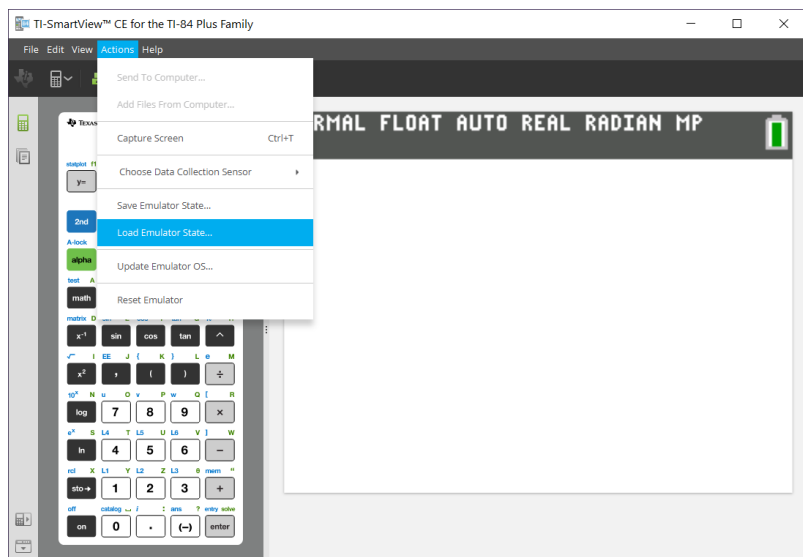 TI-SmartView™ CE for the TI-84 Plus Family
File Edit View Actions Help
Send To Computer...
Add Files From Computer...
Capture Screen Ctrl+T
Choose Data Collection Sensor
Save Emulator State...
Load Emulator State...
Update Emulator OS...
Reset Emulator
RMAL FLOAT AUTO REAL RADIAN MP
TEXAS
statplot f1
y=
2nd
A-lock
alpha
test A
math
matrix D
x⁻¹ sin cos tan ^
√ I EE J { K } L e M
x² , ( ) ÷
10ˣ N u O v P w Q [ R
log 7 8 9 ×
eˣ S L4 T L5 U L6 V ] W
ln 4 5 6 −
rcl X L1 Y L2 Z L3 θ mem "
sto→ 1 2 3 +
off catalog i : ans ? entry solve
on 0 . (−) enter